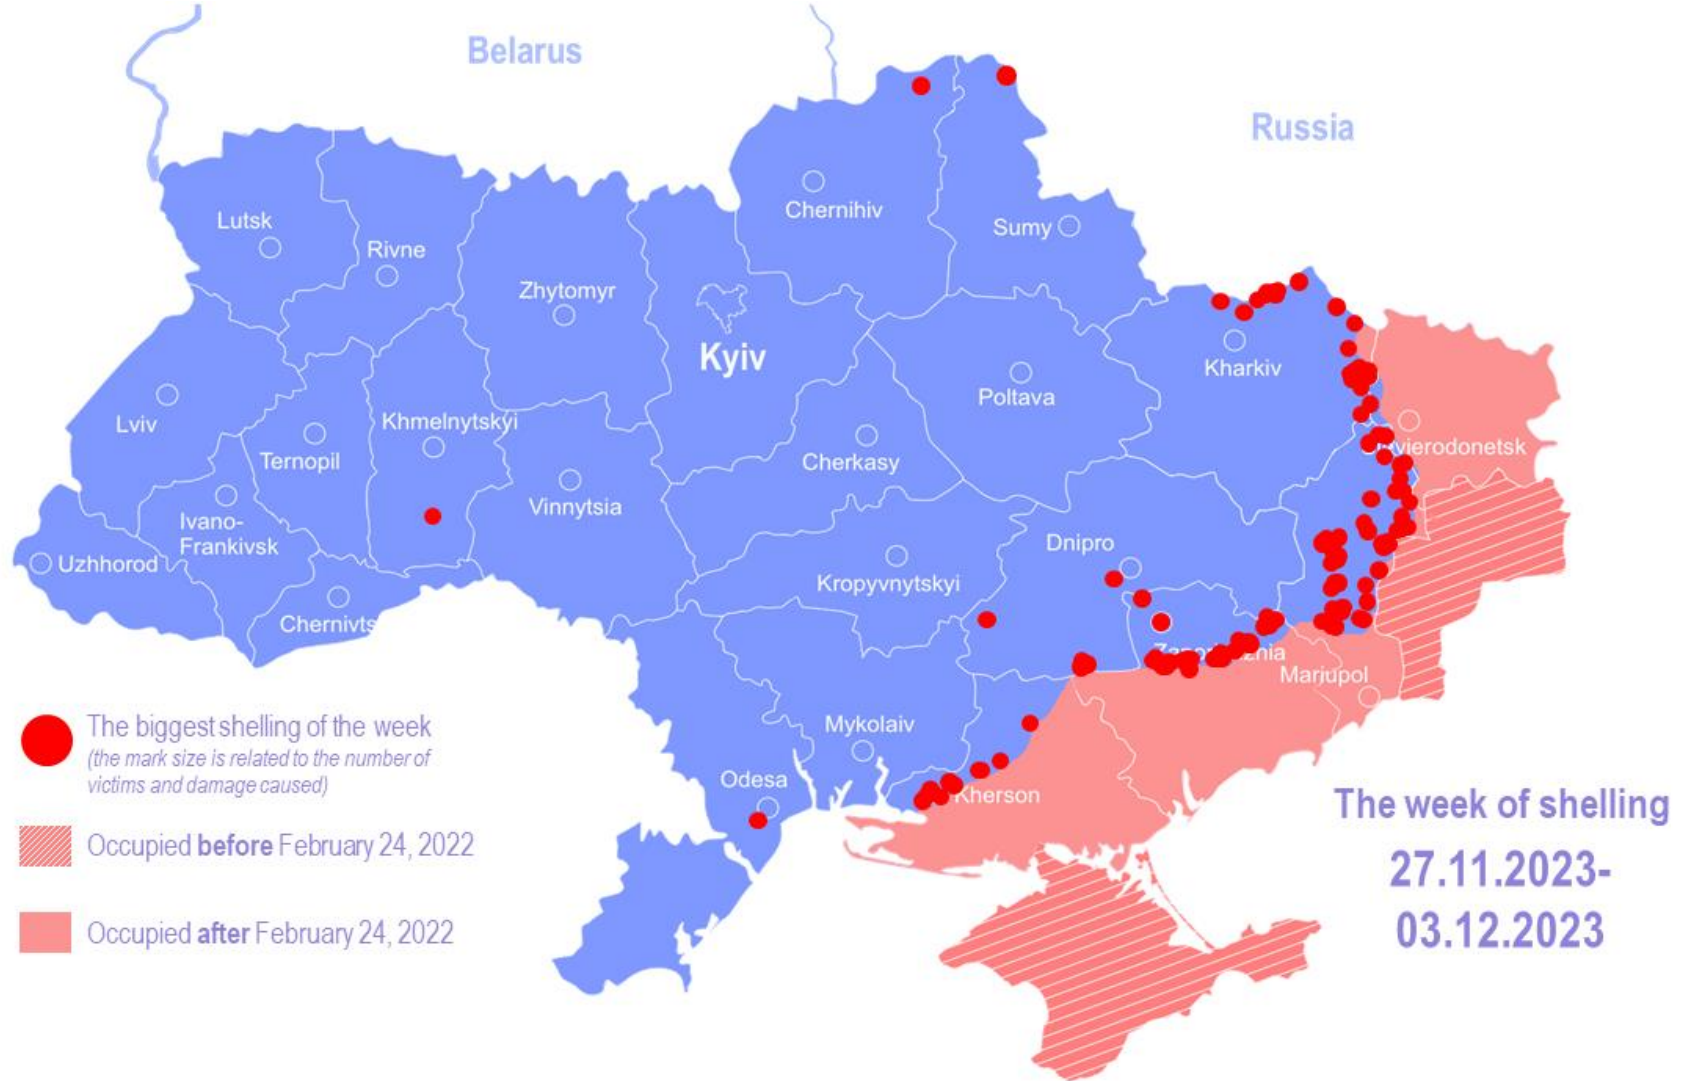 Belarus
Russia
Lutsk
Rivne
Zhytomyr
Kyiv
Chernihiv
Sumy
Lviv
Ternopil
Khmelnytskyi
Vinnytsia
Cherkasy
Poltava
Kharkiv
Ivano-
Frankivsk
Uzhhorod
Chernivts
Kropyvnytskyi
Dnipro
Mariupol
Mykolaiv
Odesa
Kherson
The biggest shelling of the week
(the mark size is related to the number of
victims and damage caused)
Occupied before February 24, 2022
Occupied after February 24, 2022
The week of shelling
27.11.2023-
03.12.2023